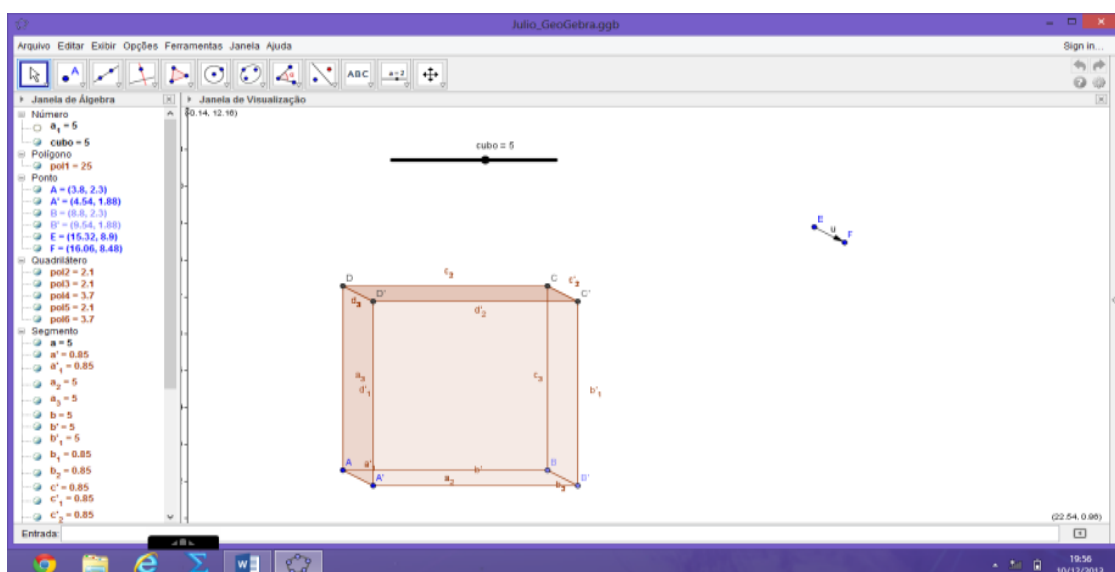 Julio_GeoGebra.ggb
Arquivo Editar Exibir Opções Ferramentas Janela Ajuda
Sign in...
A
α
ABC
a=2
Janela de Álgebra
Número
a₁ = 5
cubo = 5
Polígono
pol1 = 25
Ponto
A = (3.8, 2.3)
A' = (4.54, 1.88)
B = (8.8, 2.3)
B' = (9.54, 1.88)
E = (15.32, 8.9)
F = (16.06, 8.48)
Quadrilátero
pol2 = 2.1
pol3 = 2.1
pol4 = 3.7
pol5 = 2.1
pol6 = 3.7
Segmento
a = 5
a' = 0.85
a'₁ = 0.85
a₂ = 5
a₃ = 5
b = 5
b' = 5
b'₁ = 5
b₁ = 0.85
b₂ = 0.85
c' = 0.85
c'₁ = 0.85
c'₂ = 0.85
Janela de Visualização
cubo = 5
E
u
F
D
C
D'
C'
d'₂
c₃
d'₁
b'₁
A
B
b'
A'
a₂
B'
(22.54, 0.96)
Entrada:
19:56
10/12/2013